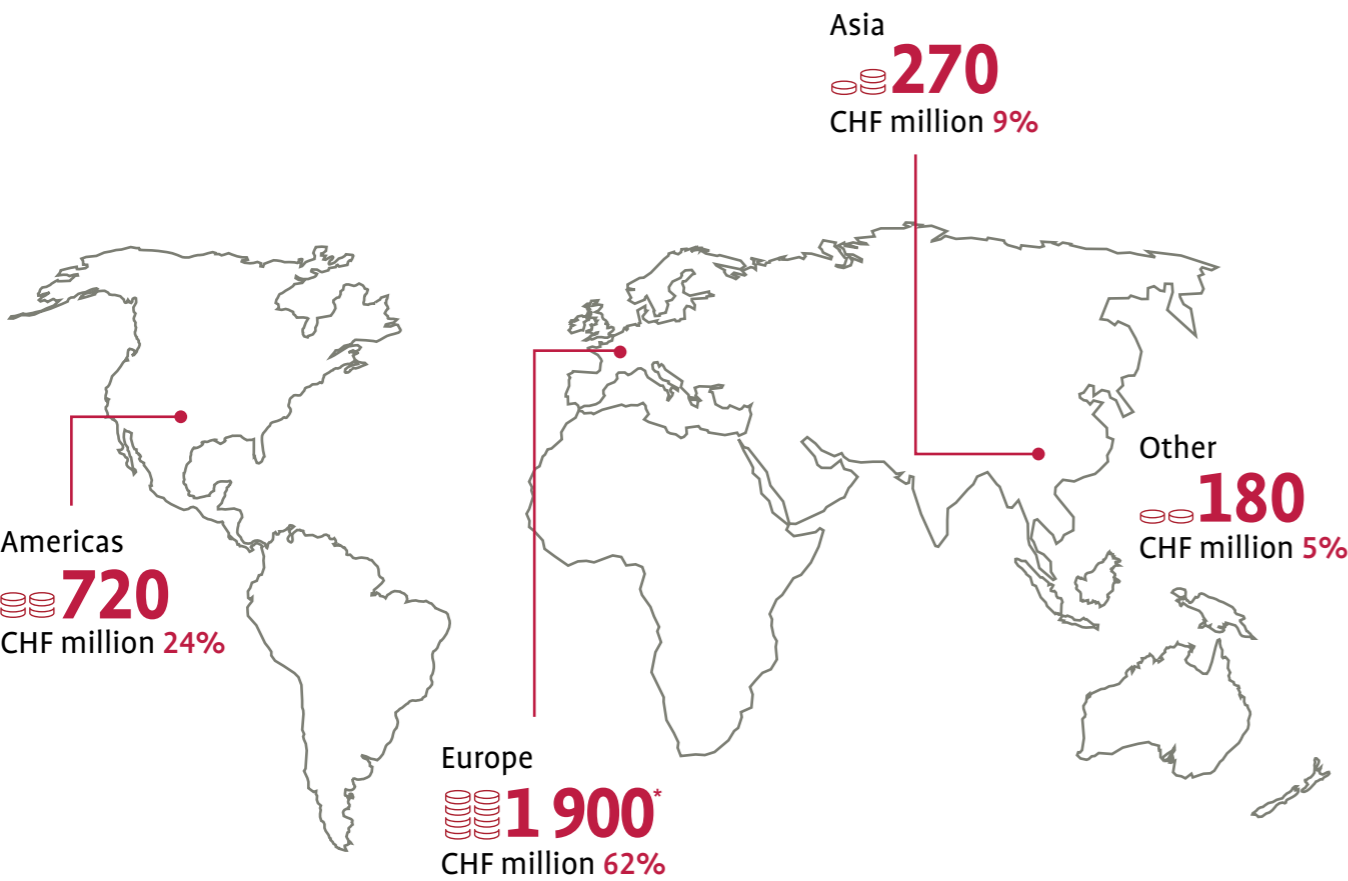 Asia
270
CHF million 9%
Other
180
CHF million 5%
Americas
720
CHF million 24%
Europe
1 900*
CHF million 62%